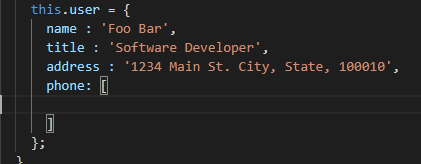 this.user = {
name : 'Foo Bar',
title : 'Software Developer',
address : '1234 Main St. City, State, 100010',
phone: [
]
};
}